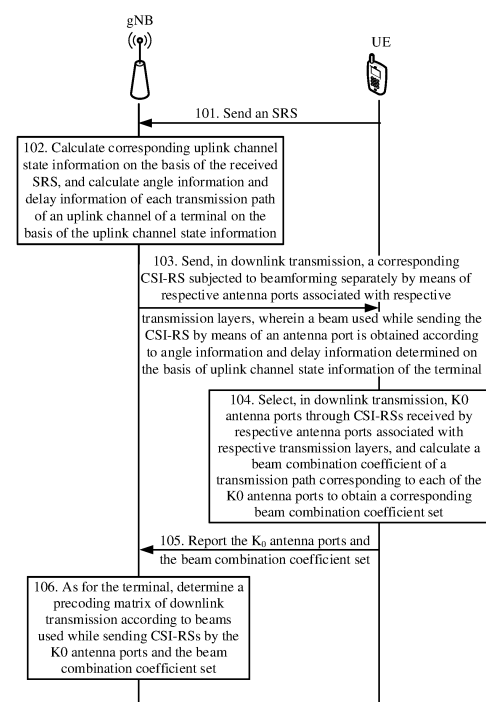 gNB
UE
101. Send an SRS
102. Calculate corresponding uplink channel
state information on the basis of the received
SRS, and calculate angle information and
delay information of each transmission path
of an uplink channel of a terminal on the
basis of the uplink channel state information
103. Send, in downlink transmission, a corresponding
CSI-RS subjected to beamforming separately by means of
respective antenna ports associated with respective
transmission layers, wherein a beam used while sending the
CSI-RS by means of an antenna port is obtained according
to angle information and delay information determined on
the basis of uplink channel state information of the terminal
104. Select, in downlink transmission, K0
antenna ports through CSI-RSs received by
respective antenna ports associated with
respective transmission layers, and calculate a
beam combination coefficient of a
transmission path corresponding to each of the
K0 antenna ports to obtain a corresponding
beam combination coefficient set
105. Report the K₀ antenna ports and
the beam combination coefficient set
106. As for the terminal, determine a
precoding matrix of downlink
transmission according to beams
used while sending CSI-RSs by the
K0 antenna ports and the beam
combination coefficient set